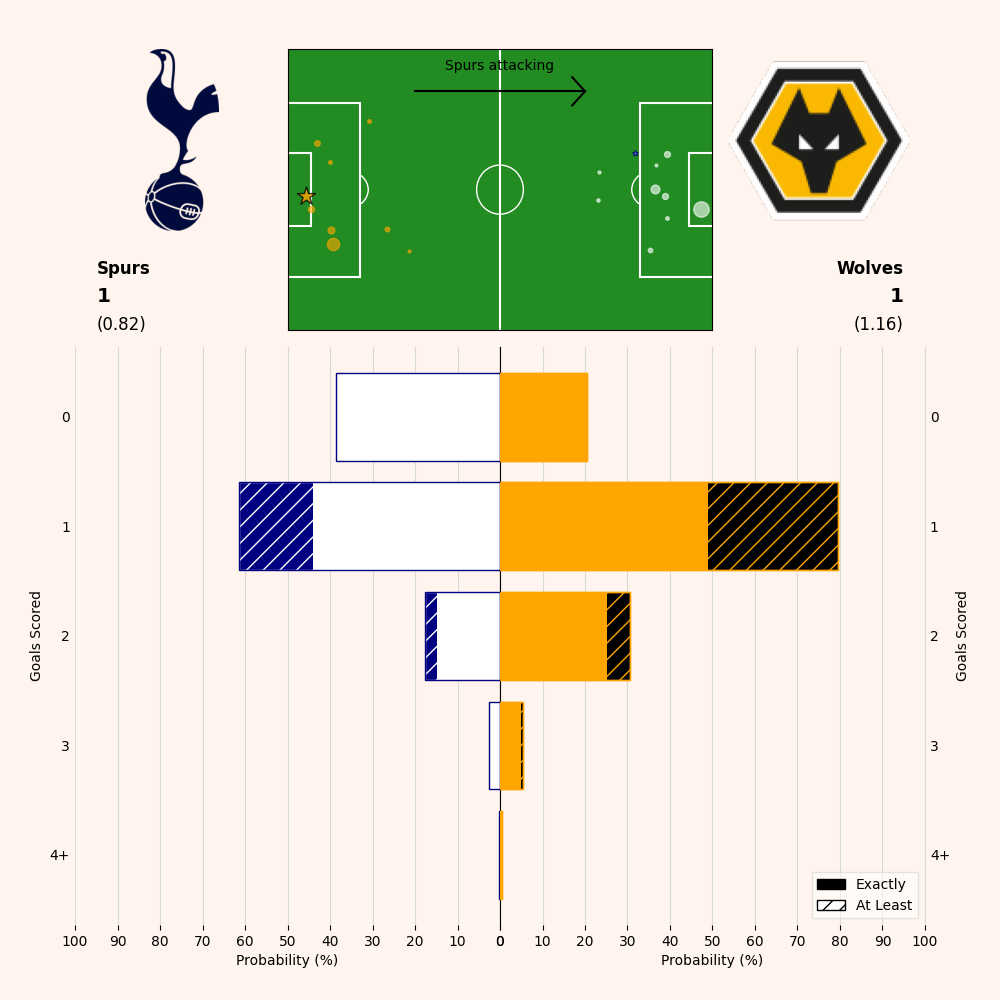 Spurs attacking
Spurs
1
(0.82)
Wolves
1
(1.16)
0
1
2
3
4+
Goals Scored
0
1
2
3
4+
Goals Scored
Exactly
At Least
100 90 80 70 60 50 40 30 20 10 0
0 10 20 30 40 50 60 70 80 90 100
Probability (%)
Probability (%)